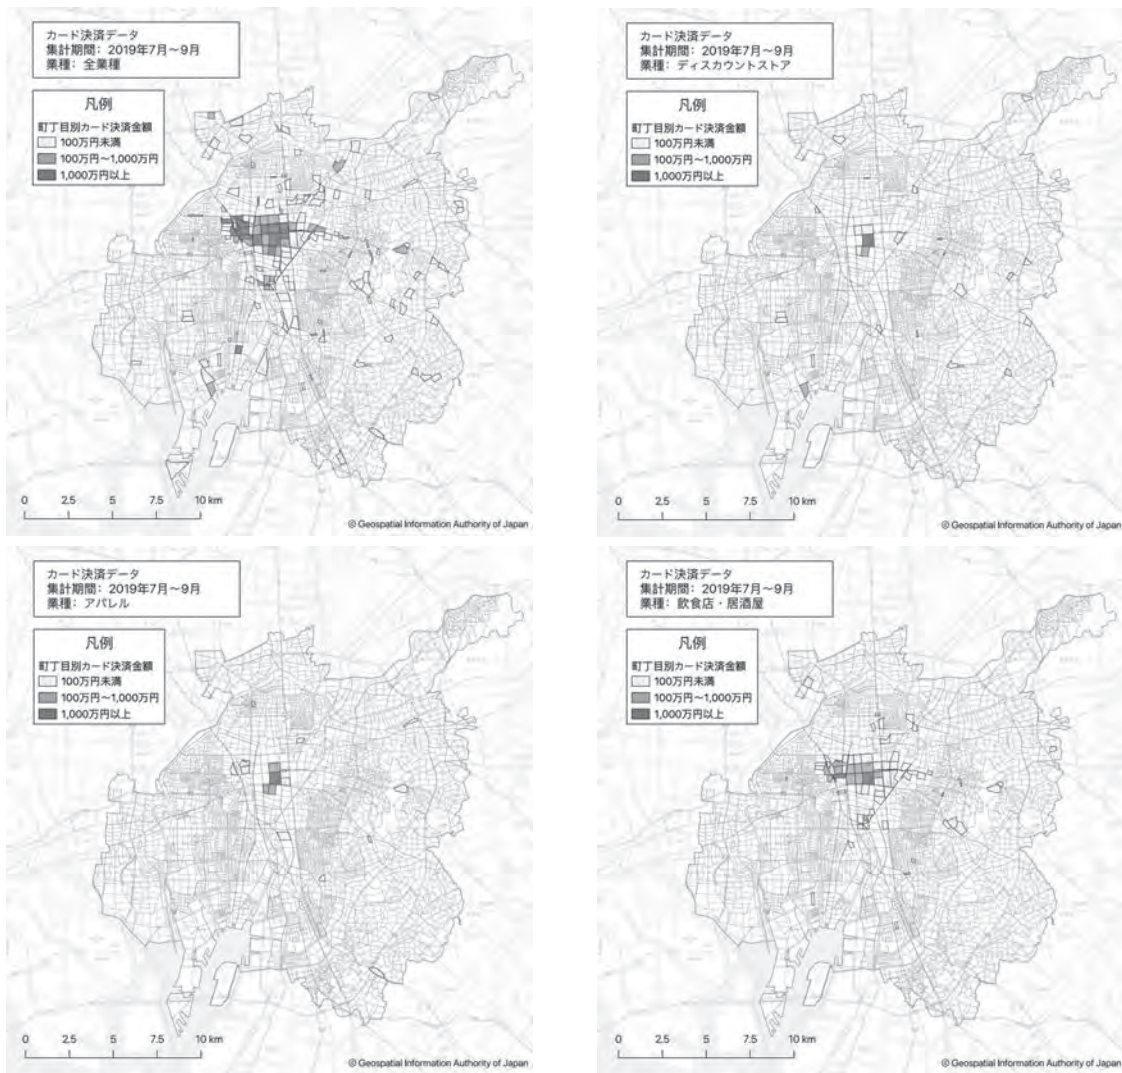 カード決済データ
集計期間： 2019年7月～9月
業種： 全業種
凡例
町丁目別カード決済金額
100万円未満
100万円～1,000万円
1,000万円以上
0 2.5 5 7.5 10 km
© Geospatial Information Authority of Japan
カード決済データ
集計期間： 2019年7月～9月
業種： ディスカウントストア
凡例
町丁目別カード決済金額
100万円未満
100万円～1,000万円
1,000万円以上
0 2.5 5 7.5 10 km
© Geospatial Information Authority of Japan
カード決済データ
集計期間： 2019年7月～9月
業種： アパレル
凡例
町丁目別カード決済金額
100万円未満
100万円～1,000万円
1,000万円以上
0 2.5 5 7.5 10 km
© Geospatial Information Authority of Japan
カード決済データ
集計期間： 2019年7月～9月
業種： 飲食店・居酒屋
凡例
町丁目別カード決済金額
100万円未満
100万円～1,000万円
1,000万円以上
0 2.5 5 7.5 10 km
© Geospatial Information Authority of Japan